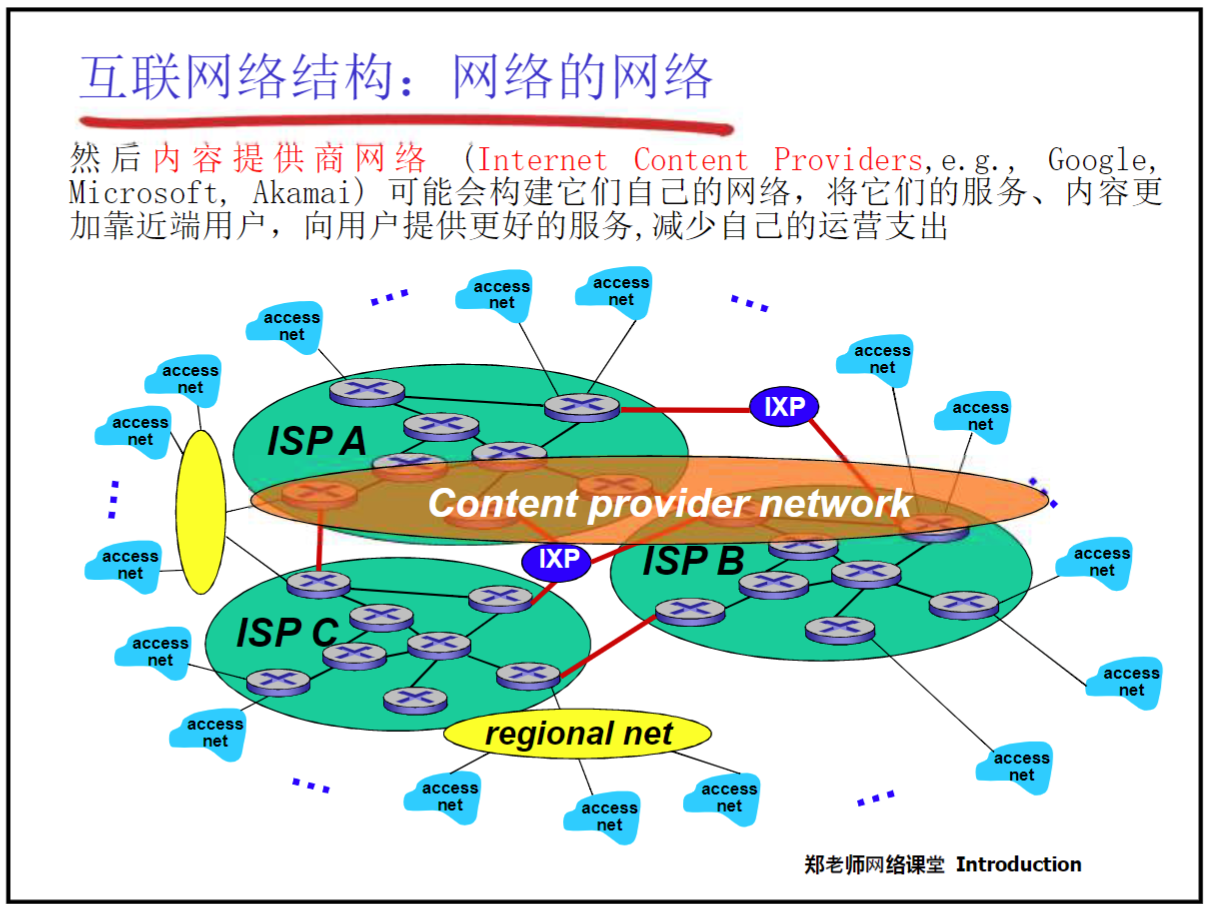 互联网络结构：网络的网络
然后内容提供商网络 (Internet Content Providers,e.g., Google,
Microsoft, Akamai) 可能会构建它们自己的网络，将它们的服务、内容更
加靠近端用户，向用户提供更好的服务,减少自己的运营支出
access
net
access
net
access
net
access
net
access
net
access
net
access
net
IXP
ISP A
Content provider network
IXP
ISP B
access
net
access
net
ISP C
access
net
access
net
access
net
regional net
access
net
access
net
access
net
access
net
郑老师网络课堂 Introduction